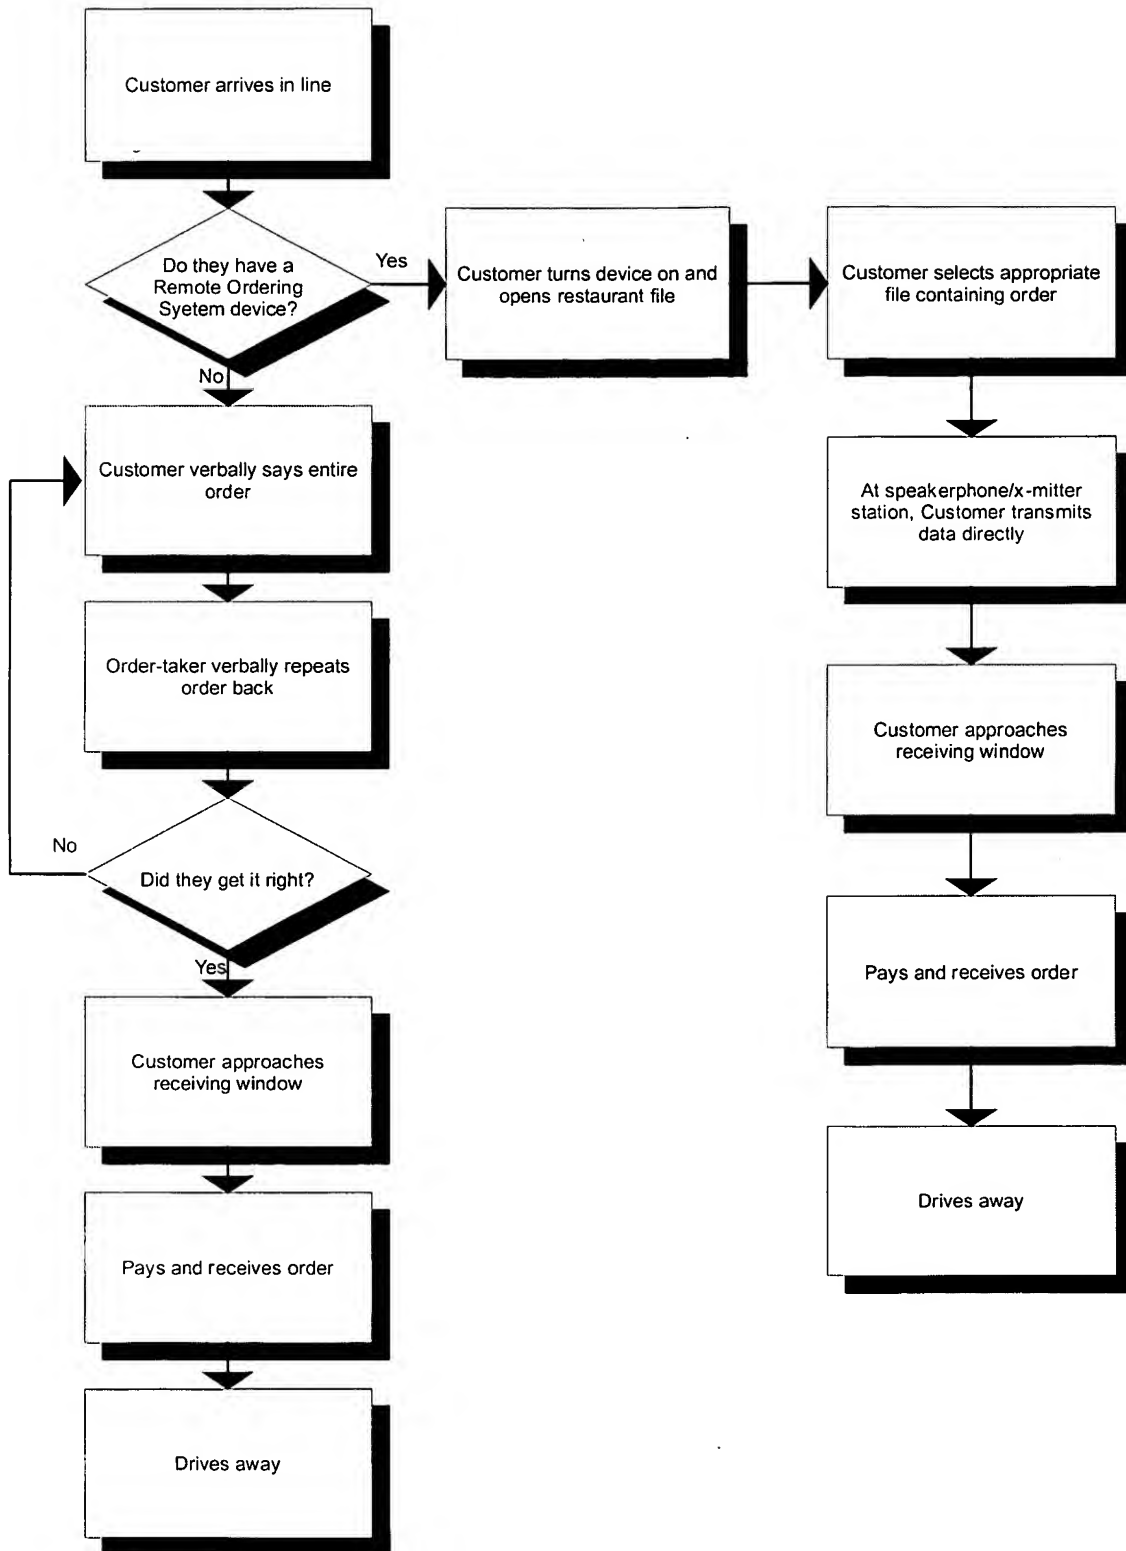 Customer arrives in line
Do they have a
Remote Ordering
Syetem device?
Yes
Customer turns device on and
opens restaurant file
Customer selects appropriate
file containing order
No
Customer verbally says entire
order
At speakerphone/x-mitter
station, Customer transmits
data directly
Order-taker verbally repeats
order back
Customer approaches
receiving window
No
Did they get it right?
Yes
Pays and receives order
Customer approaches
receiving window
Drives away
Pays and receives order
Drives away